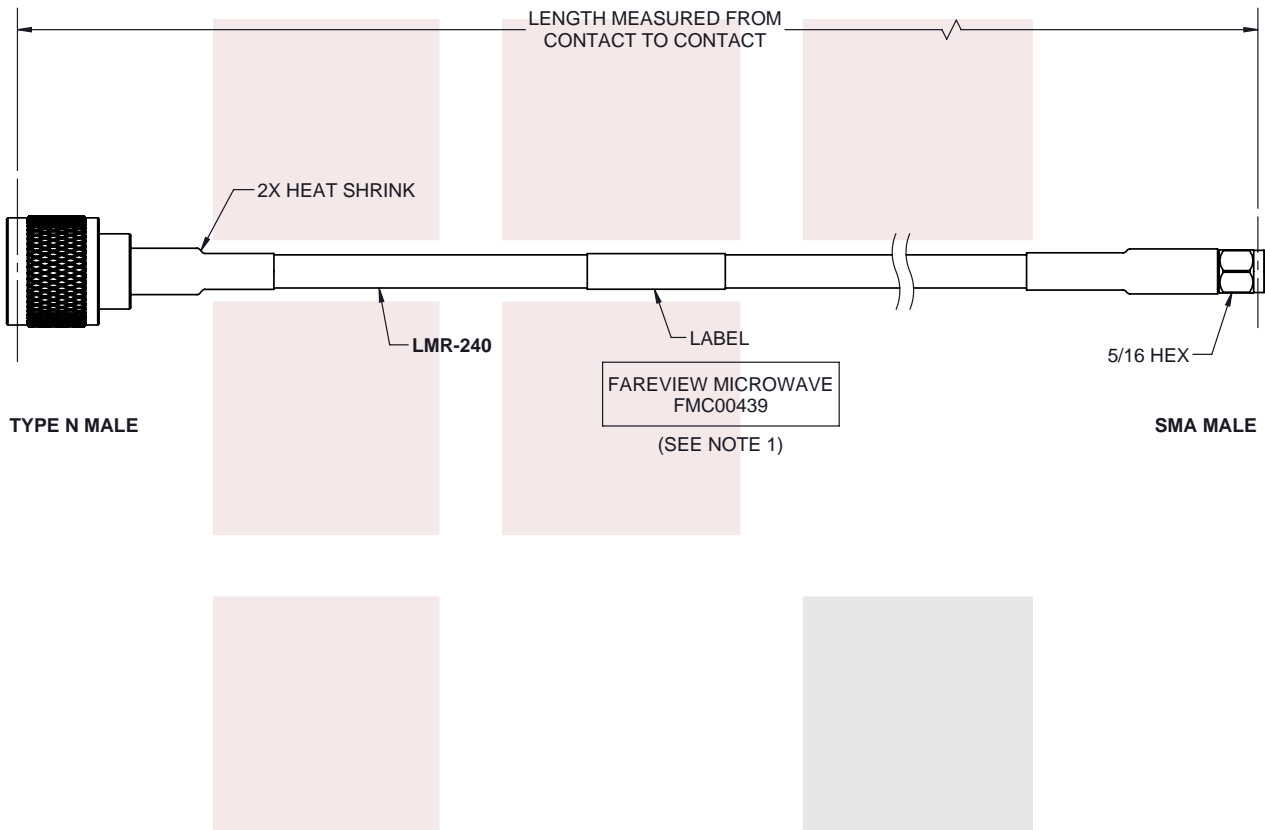 LENGTH MEASURED FROM
CONTACT TO CONTACT
2X HEAT SHRINK
LMR-240
LABEL
5/16 HEX
FAREVIEW MICROWAVE
FMC00439
(SEE NOTE 1)
TYPE N MALE
SMA MALE